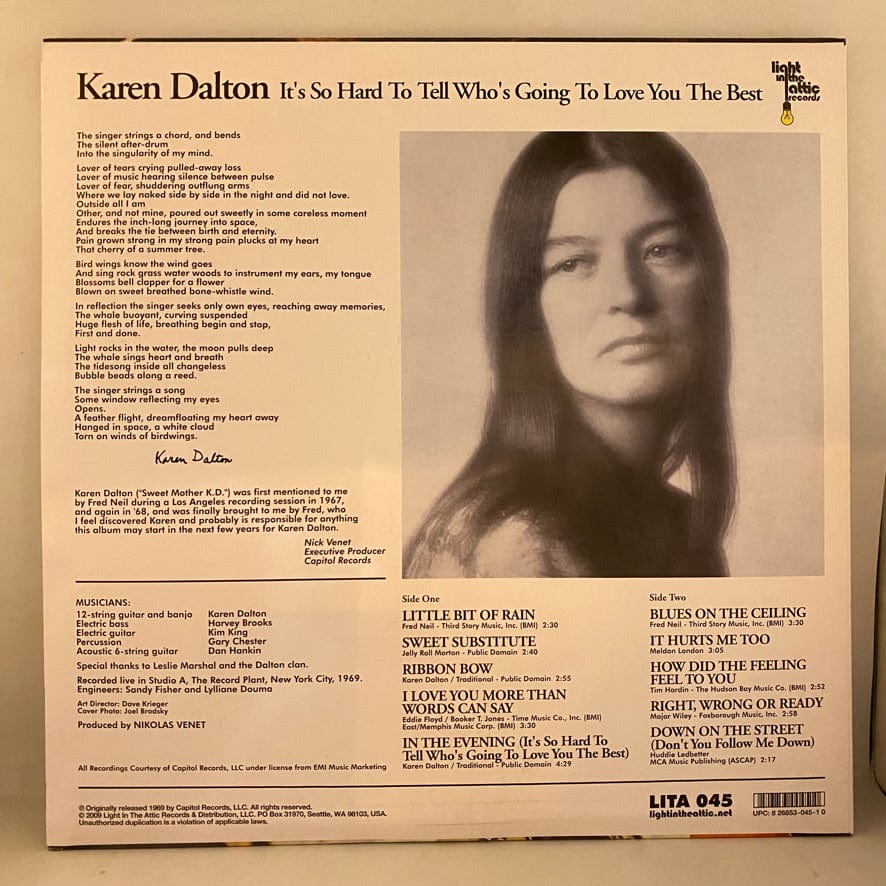 Karen Dalton It's So Hard To Tell Who's Going To Love You The Best
light
in the
attic
records
The singer strings a chord, and bends
The silent after-drum
Into the singularity of my mind.
Lover of tears crying pulled-away loss
Lover of music hearing silence between pulse
Lover of fear, shuddering outflung arms
Where we lay naked side by side in the night and did not love.
Outside all I am
Other, and not mine, poured out sweetly in some careless moment
Endures the inch-long journey into space,
And breaks the tie between birth and eternity.
Pain grown strong in my strong pain plucks at my heart
That cherry of a summer tree.
Bird wings know the wind goes
And sing rock grass water woods to instrument my ears, my tongue
Blossoms bell clapper for a flower
Blown on sweet breathed bone-whistle wind.
In reflection the singer seeks only own eyes, reaching away memories,
The whole buoyant, curving suspended
Huge flesh of life, breathing begin and stop,
First and done.
Light rocks in the water, the moon pulls deep
The whale sings heart and breath
The tidesong inside all changeless
Bubble beads along a reed.
The singer strings a song
Some window reflecting my eyes
Opens.
A feather flight, dreamfloating my heart away
Hanged in space, a white cloud
Torn on winds of birdwings.
Karen Dalton
Karen Dalton ("Sweet Mother K.D.") was first mentioned to me
by Fred Neil during a Los Angeles recording session in 1967,
and again in '68, and was finally brought to me by Fred, who
I feel discovered Karen and probably is responsible for anything
this album may start in the next few years for Karen Dalton.
Nick Venet
Executive Producer
Capitol Records
MUSICIANS:
12-string guitar and banjo Karen Dalton
Electric bass Harvey Brooks
Electric guitar Kim King
Percussion Gary Chester
Acoustic 6-string guitar Dan Hankin
Special thanks to Leslie Marshal and the Dalton clan.
Recorded live in Studio A, The Record Plant, New York City, 1969.
Engineers: Sandy Fisher and Lylliane Douma
Art Director: Dave Krieger
Cover Photo: Joel Brodsky
Produced by NIKOLAS VENET
All Recordings Courtesy of Capitol Records, LLC under license from EMI Music Marketing
Side One
LITTLE BIT OF RAIN
Fred Neil - Third Story Music, Inc. (BMI) 2:30
SWEET SUBSTITUTE
Jelly Roll Morton - Public Domain 2:40
RIBBON BOW
Karen Dalton / Traditional - Public Domain 2:55
I LOVE YOU MORE THAN
WORDS CAN SAY
Eddie Floyd / Booker T. Jones - Time Music Co., Inc. (BMI)
East/Memphis Music Corp. (BMI) 3:30
IN THE EVENING (It's So Hard To
Tell Who's Going To Love You The Best)
Karen Dalton / Traditional - Public Domain 4:29
Side Two
BLUES ON THE CEILING
Fred Neil - Third Story Music, Inc. (BMI) 3:30
IT HURTS ME TOO
Meldon London 3:05
HOW DID THE FEELING
FEEL TO YOU
Tim Hardin - The Hudson Bay Music Co. (BMI) 2:52
RIGHT, WRONG OR READY
Major Wiley - Foxborough Music, Inc. 2:58
DOWN ON THE STREET
(Don't You Follow Me Down)
Huddie Ledbetter
MCA Music Publishing (ASCAP) 2:17
℗ Originally released 1969 by Capitol Records, LLC. All rights reserved.
© 2009 Light In The Attic Records & Distribution, LLC. PO Box 31970, Seattle, WA 98103, USA.
Unauthorized duplication is a violation of applicable laws.
LITA 045
lightintheattic.net
UPC: 8 26853-045-1 0